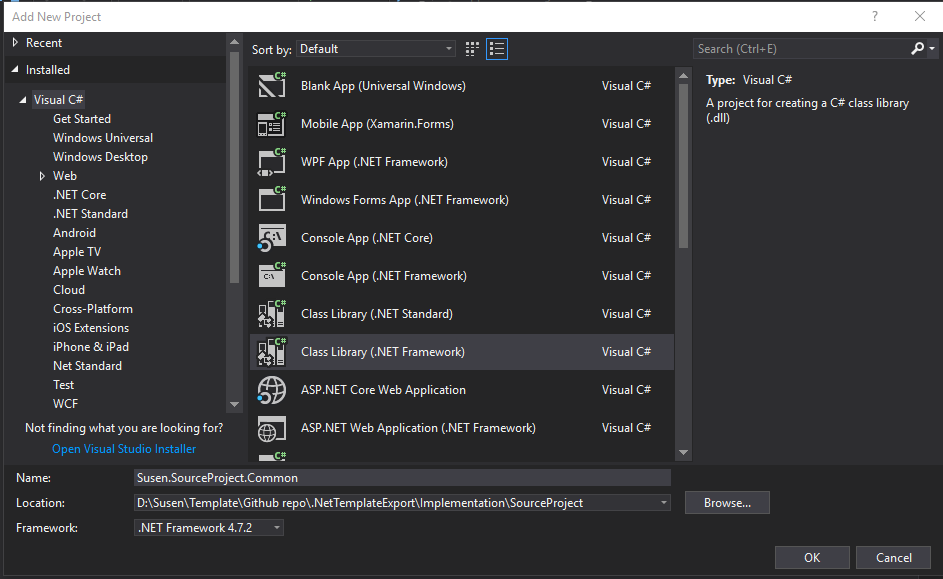 Add New Project
?
Recent
Installed
Visual C#
Get Started
Windows Universal
Windows Desktop
Web
.NET Core
.NET Standard
Android
Apple TV
Apple Watch
Cloud
Cross-Platform
iOS Extensions
iPhone & iPad
Net Standard
Test
WCF
Not finding what you are looking for?
Open Visual Studio Installer
Sort by: Default
C# Blank App (Universal Windows) Visual C#
C# Mobile App (Xamarin.Forms) Visual C#
C# WPF App (.NET Framework) Visual C#
C# Windows Forms App (.NET Framework) Visual C#
C# C:\ Console App (.NET Core) Visual C#
C# C:\ Console App (.NET Framework) Visual C#
C# Class Library (.NET Standard) Visual C#
C# Class Library (.NET Framework) Visual C#
C# ASP.NET Core Web Application Visual C#
C# ASP.NET Web Application (.NET Framework) Visual C#
C#
Search (Ctrl+E)
Type: Visual C#
A project for creating a C# class library
(.dll)
Name: Susen.SourceProject.Common
Location: D:\Susen\Template\Github repo\.NetTemplateExport\Implementation\SourceProject Browse...
Framework: .NET Framework 4.7.2
OK Cancel